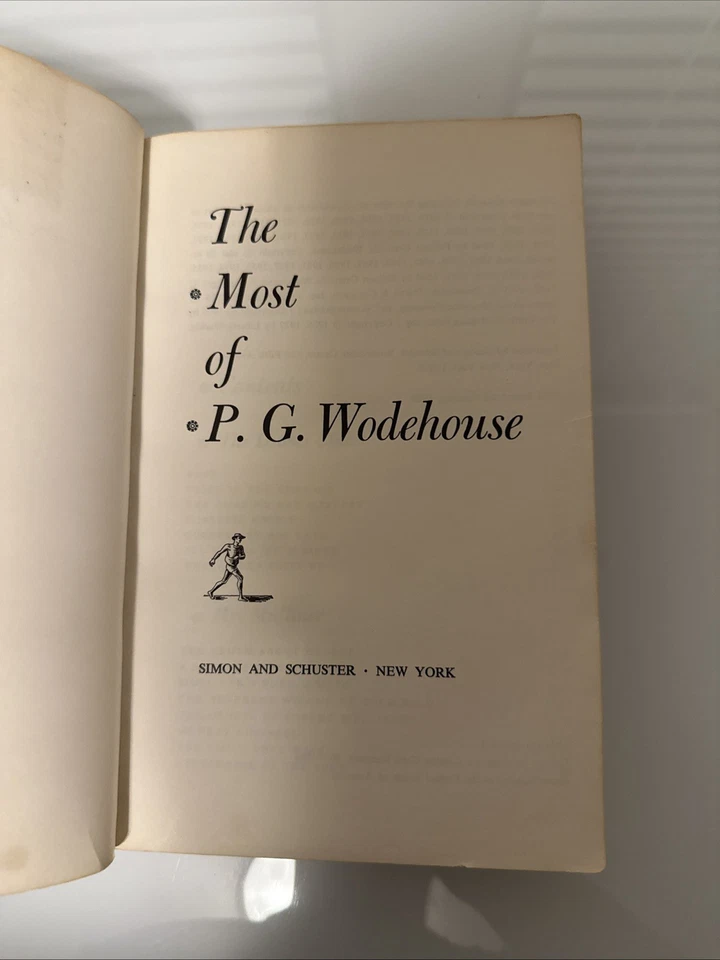 The
Most
of
P. G. Wodehouse
SIMON AND SCHUSTER · NEW YORK